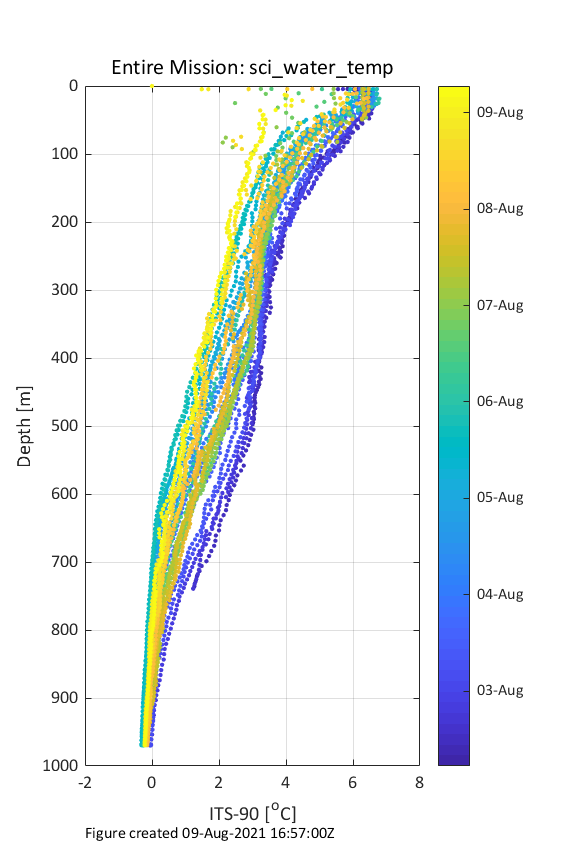 Entire Mission: sci_water_temp
0
100
200
300
400
500
600
700
800
900
1000
Depth [m]
-2 0 2 4 6 8
ITS-90 [°C]
Figure created 09-Aug-2021 16:57:00Z
09-Aug
08-Aug
07-Aug
06-Aug
05-Aug
04-Aug
03-Aug